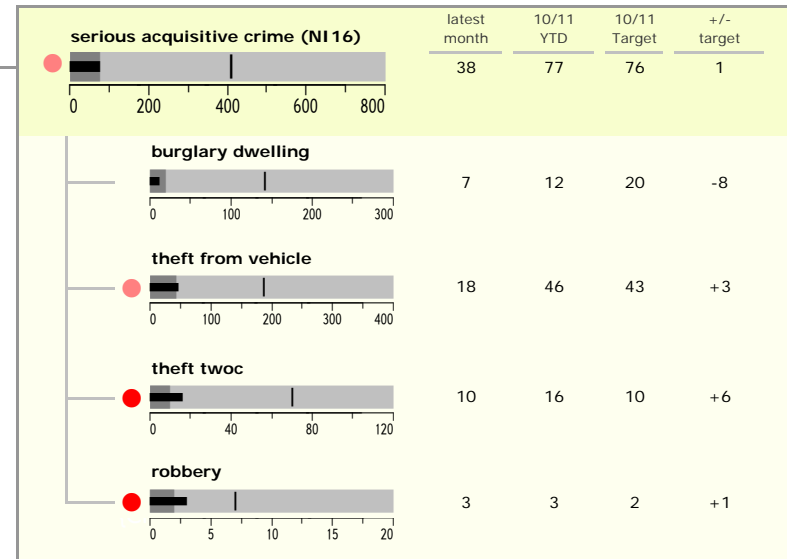 latest 10/11 10/11 +/-
serious acquisitive crime (NI16) month YTD Target target
38 77 76 1
0 200 400 600 800
burglary dwelling
7 12 20 -8
0 100 200 300
theft from vehicle
18 46 43 +3
0 100 200 300 400
theft twoc
10 16 10 +6
0 40 80 120
robbery
3 3 2 +1
0 5 10 15 20